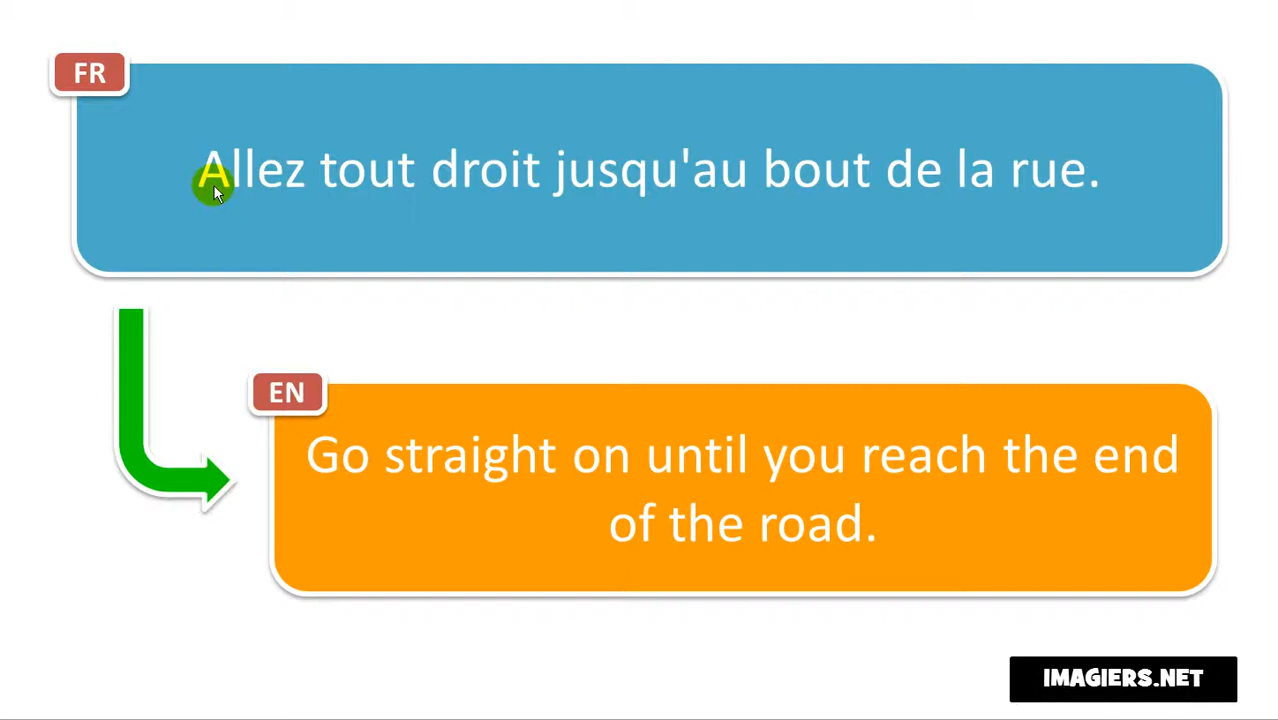 FR
Allez tout droit jusqu'au bout de la rue.
EN
Go straight on until you reach the end
of the road.
IMAGIERS.NET